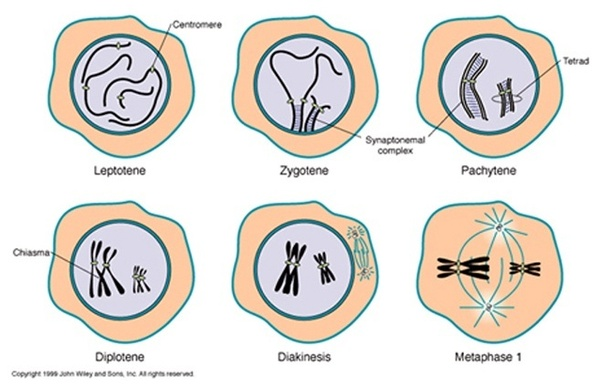 Centromere
Tetrad
Synaptonemal
complex
Leptotene
Zygotene
Pachytene
Chiasma
Diplotene
Diakinesis
Metaphase 1
Copyright 1999 John Wiley and Sons, Inc. All rights reserved.